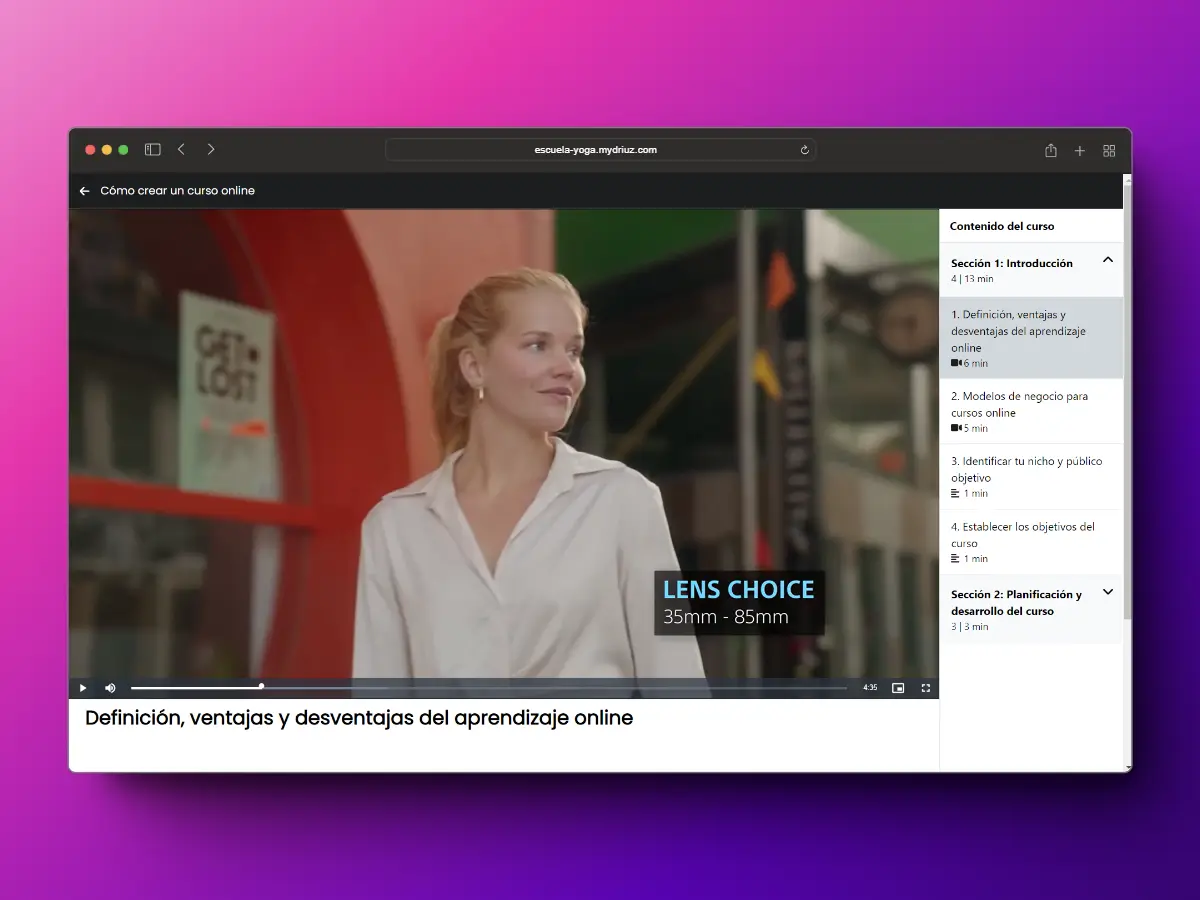 escuela-yoga.mydriuz.com
Cómo crear un curso online
GET
LOST
LENS CHOICE
35mm - 85mm
4:35
Definición, ventajas y desventajas del aprendizaje online
Contenido del curso
Sección 1: Introducción
4 | 13 min
1. Definición, ventajas y
desventajas del aprendizaje
online
6 min
2. Modelos de negocio para
cursos online
5 min
3. Identificar tu nicho y público
objetivo
1 min
4. Establecer los objetivos del
curso
1 min
Sección 2: Planificación y
desarrollo del curso
3 | 3 min